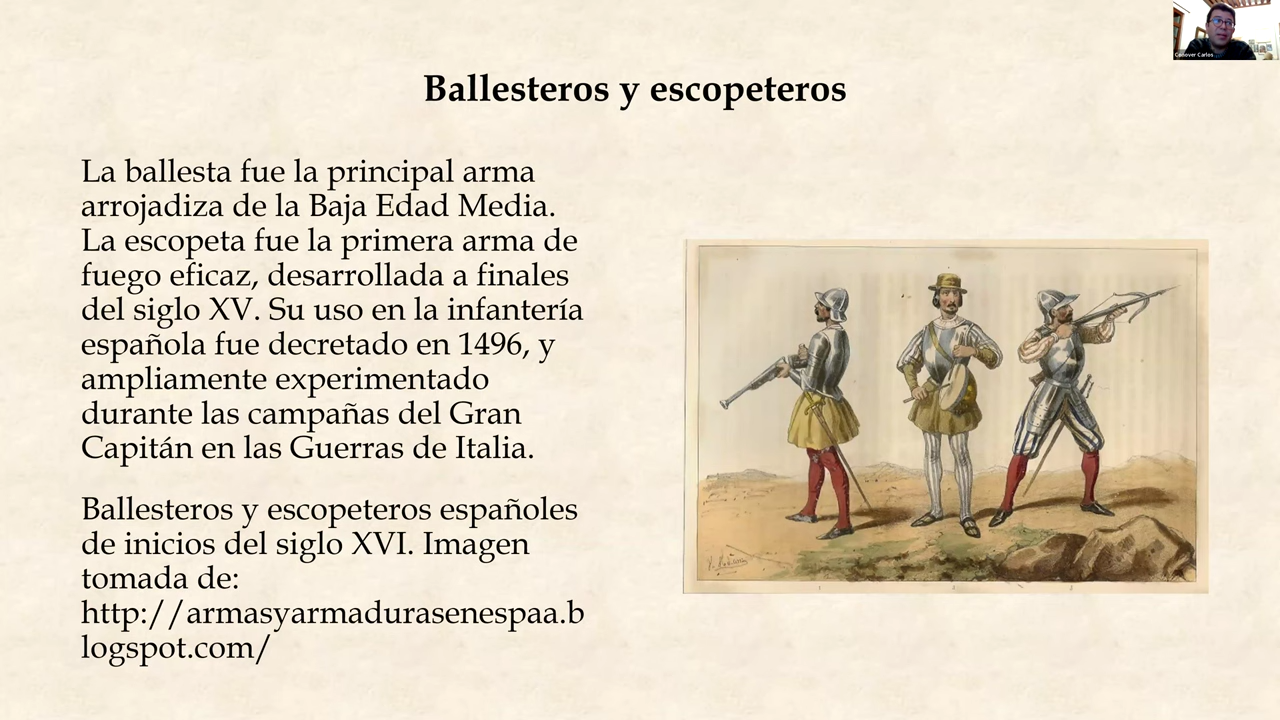 Ballesteros y escopeteros
La ballesta fue la principal arma
arrojadiza de la Baja Edad Media.
La escopeta fue la primera arma de
fuego eficaz, desarrollada a finales
del siglo XV. Su uso en la infantería
española fue decretado en 1496, y
ampliamente experimentado
durante las campañas del Gran
Capitán en las Guerras de Italia.
Ballesteros y escopeteros españoles
de inicios del siglo XVI. Imagen
tomada de:
http://armasyarmadurasenespaa.b
logspot.com/